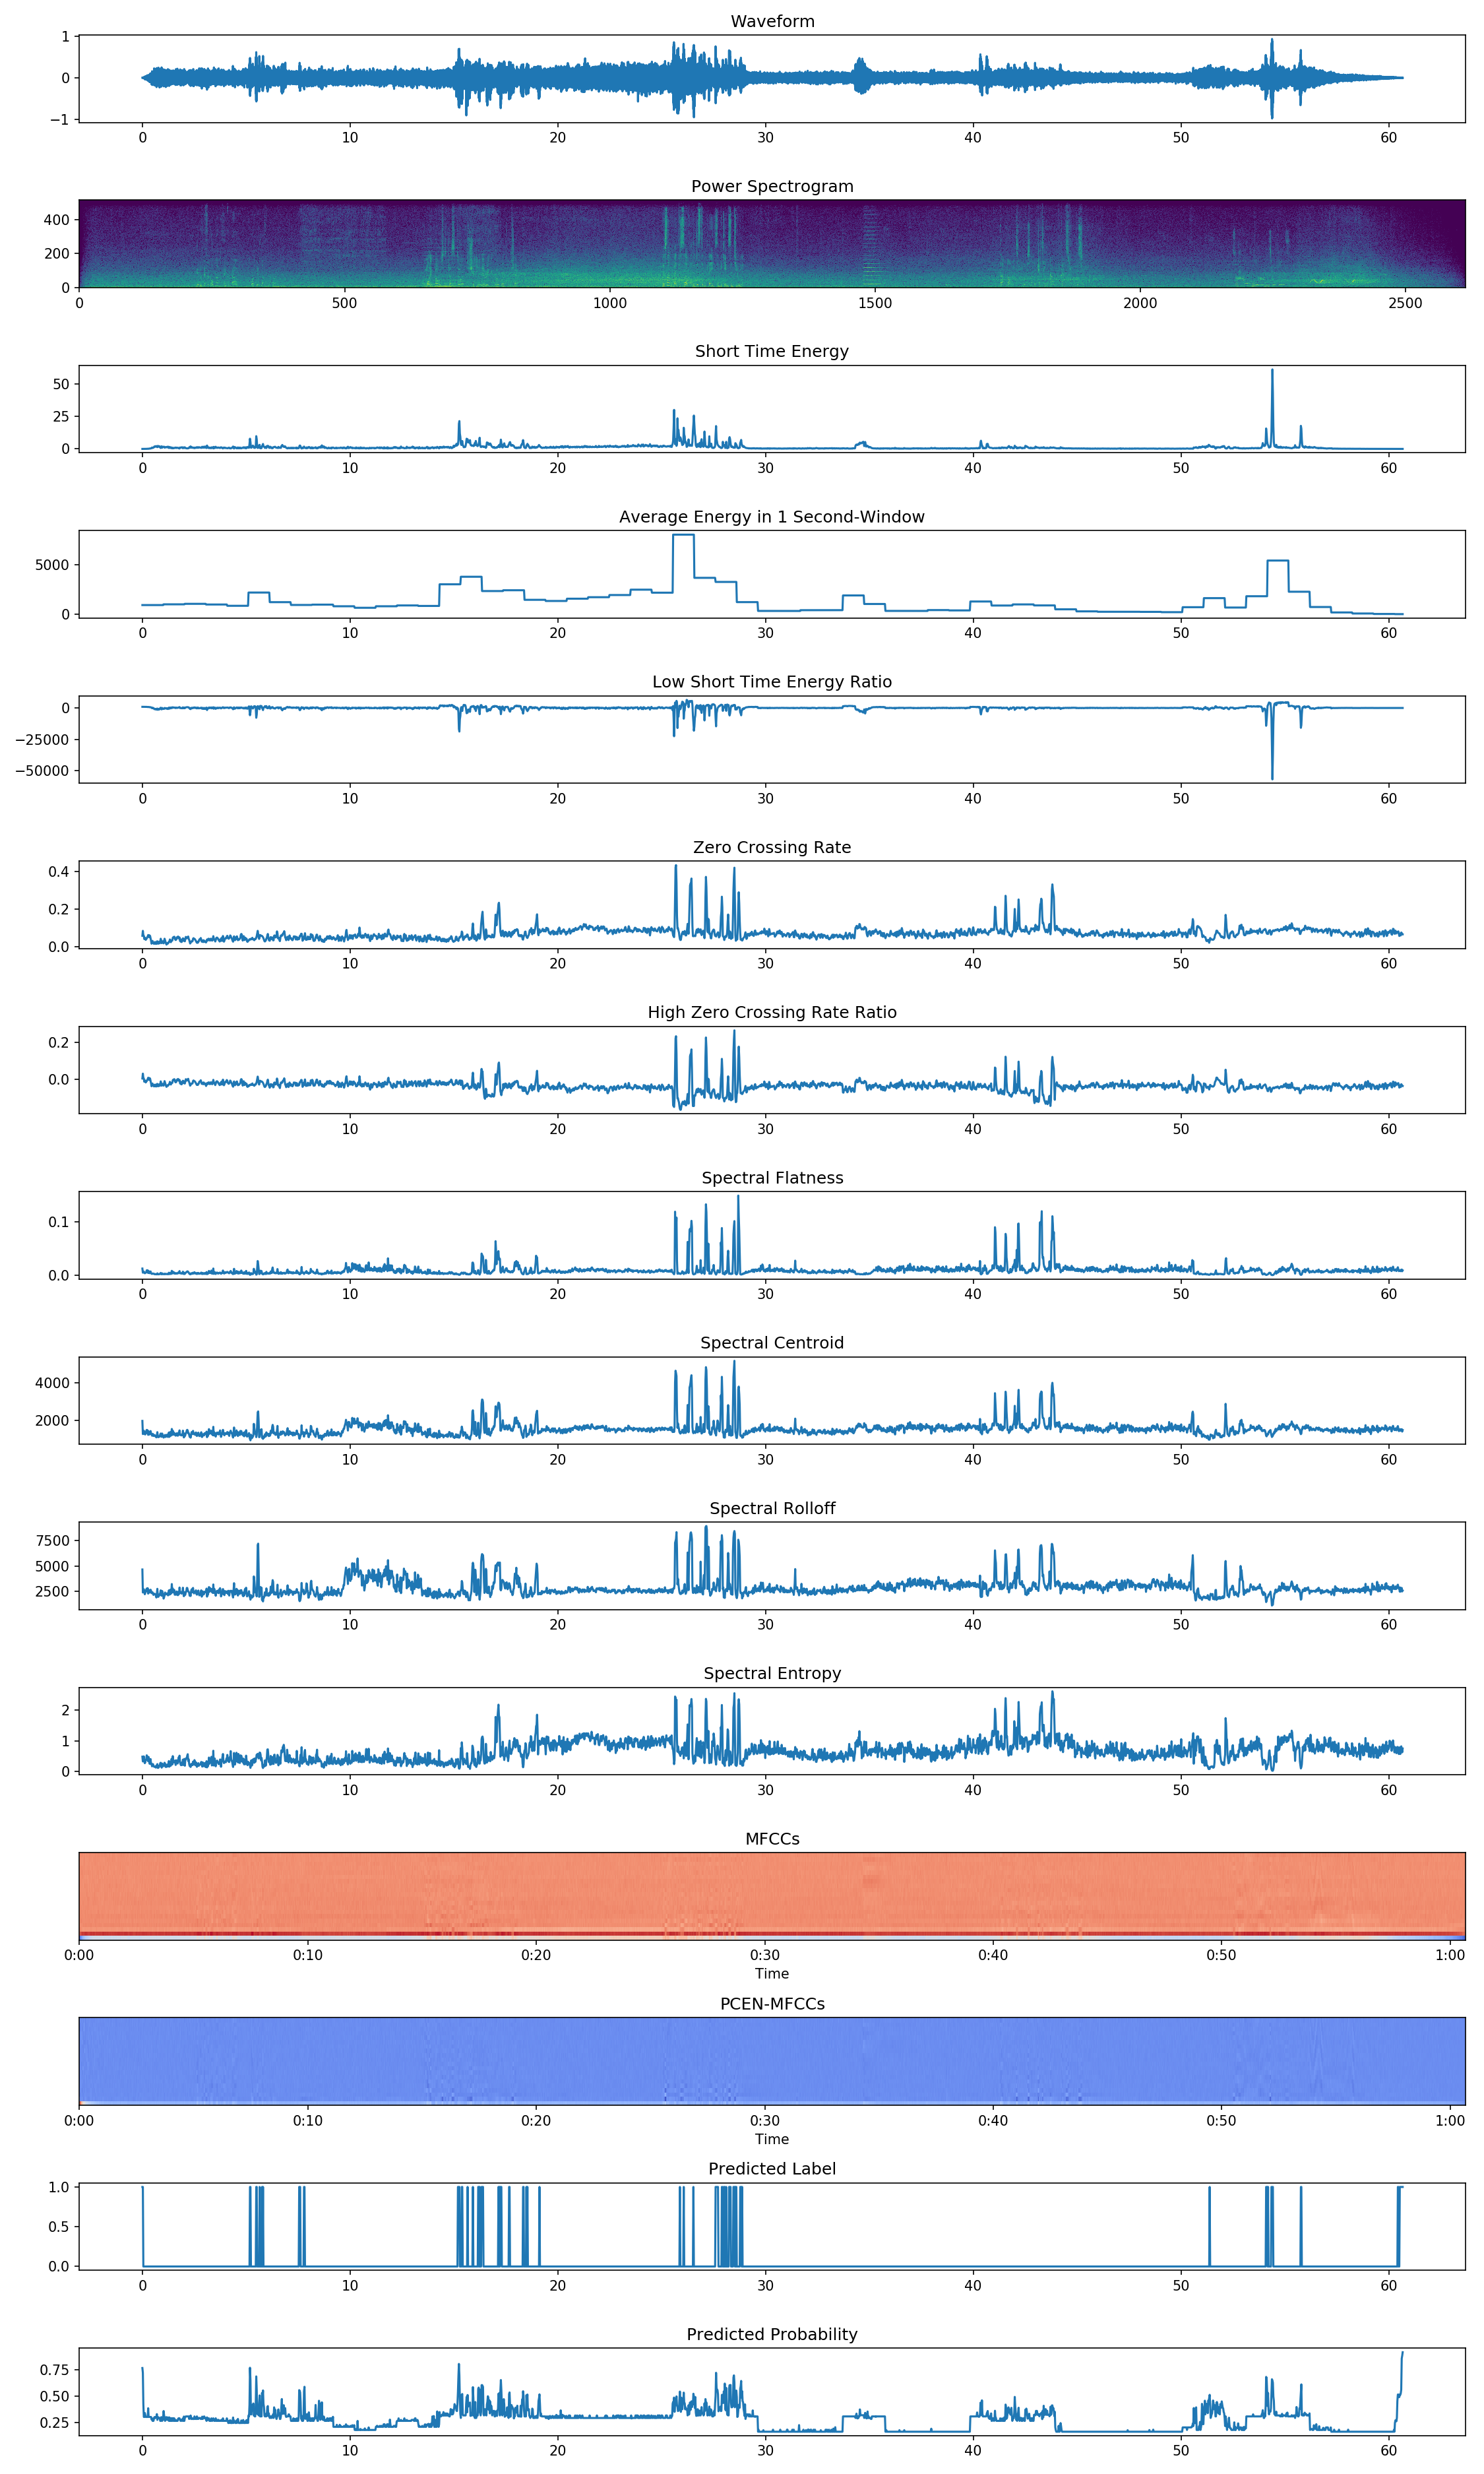 Waveform
1
0
−1
0 10 20 30 40 50 60
Power Spectrogram
400
200
0
0 500 1000 1500 2000 2500
Short Time Energy
50
25
0
0 10 20 30 40 50 60
Average Energy in 1 Second-Window
5000
0
0 10 20 30 40 50 60
Low Short Time Energy Ratio
0
−25000
−50000
0 10 20 30 40 50 60
Zero Crossing Rate
0.4
0.2
0.0
0 10 20 30 40 50 60
High Zero Crossing Rate Ratio
0.2
0.0
0 10 20 30 40 50 60
Spectral Flatness
0.1
0.0
0 10 20 30 40 50 60
Spectral Centroid
4000
2000
0 10 20 30 40 50 60
Spectral Rolloff
7500
5000
2500
0 10 20 30 40 50 60
Spectral Entropy
2
1
0
0 10 20 30 40 50 60
MFCCs
0:00 0:10 0:20 0:30 0:40 0:50 1:00
Time
PCEN-MFCCs
0:00 0:10 0:20 0:30 0:40 0:50 1:00
Time
Predicted Label
1.0
0.5
0.0
0 10 20 30 40 50 60
Predicted Probability
0.75
0.50
0.25
0 10 20 30 40 50 60